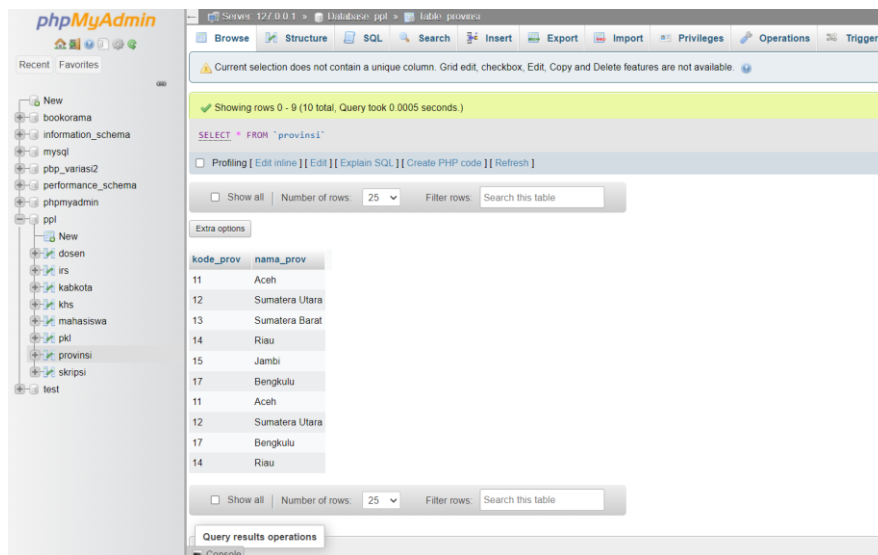 phpMyAdmin
Recent Favorites
New
bookorama
information_schema
mysql
pbp_variasi2
performance_schema
phpmyadmin
ppl
New
dosen
irs
kabkota
khs
mahasiswa
pkl
provinsi
skripsi
test
Server: 127.0.0.1 » Database: ppl » Table: provinsi
Browse Structure SQL Search Insert Export Import Privileges Operations Trigger
Current selection does not contain a unique column. Grid edit, checkbox, Edit, Copy and Delete features are not available.
Showing rows 0 - 9 (10 total, Query took 0.0005 seconds.)
SELECT * FROM `provinsi`
Profiling [ Edit inline ] [ Edit ] [ Explain SQL ] [ Create PHP code ] [ Refresh ]
Show all | Number of rows: 25 Filter rows: Search this table
Extra options
kode_prov nama_prov
11 Aceh
12 Sumatera Utara
13 Sumatera Barat
14 Riau
15 Jambi
17 Bengkulu
11 Aceh
12 Sumatera Utara
17 Bengkulu
14 Riau
Show all | Number of rows: 25 Filter rows: Search this table
Query results operations
Console